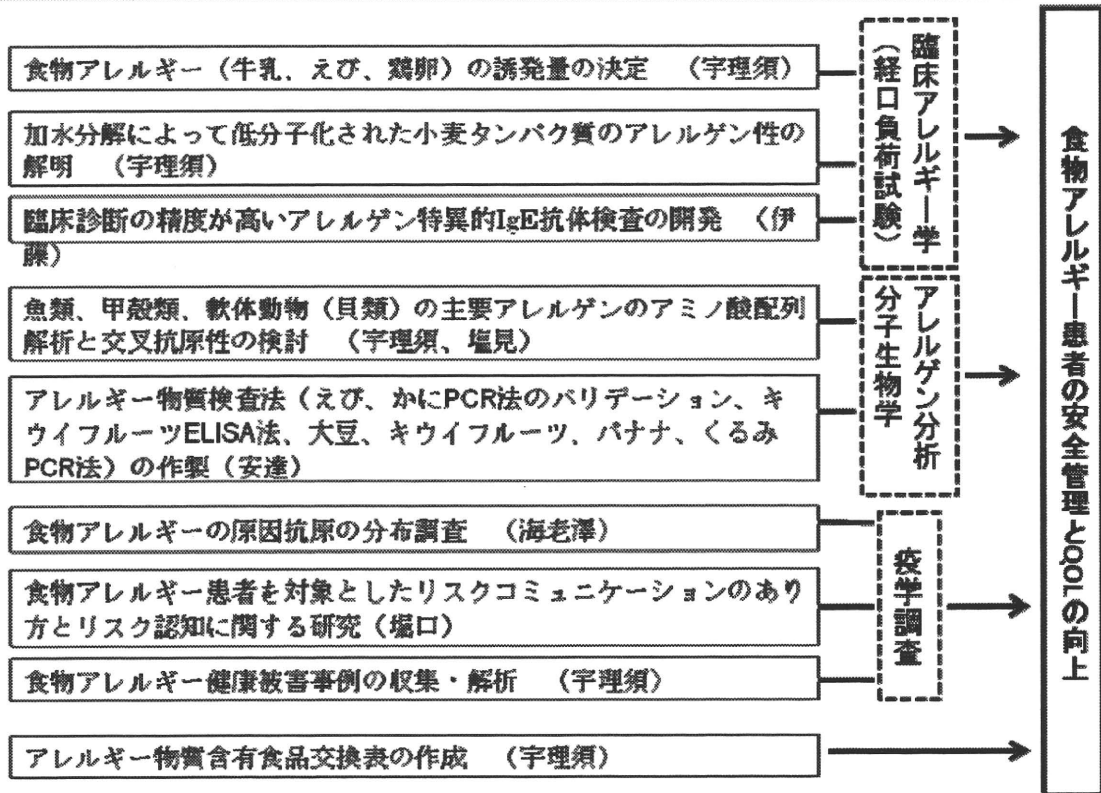 食物アレルギー（牛乳、えび、鶏卵）の誘発量の決定　（宇理須）
加水分解によって低分子化された小麦タンパク質のアレルゲン性の
解明　（宇理須）
臨床診断の精度が高いアレルゲン特異的IgE抗体検査の開発　（伊
藤）
臨床アレルギー学
（経口負荷試験）
魚類、甲殻類、軟体動物（貝類）の主要アレルゲンのアミノ酸配列
解析と交叉抗原性の検討　（宇理須、塩見）
アレルギー物質検査法（えび、かにPCR法のバリデーション、キ
ウイフルーツELISA法、大豆、キウイフルーツ、バナナ、くるみ
PCR法）の作製（安達）
アレルゲン分析
分子生物学
食物アレルギーの原因抗原の分布調査　（海老澤）
食物アレルギー患者を対象としたリスクコミュニケーションのあり
方とリスク認知に関する研究（堀口）
食物アレルギー健康被害事例の収集・解析　（宇理須）
疫学調査
アレルギー物質含有食品交換表の作成　（宇理須）
食物アレルギー患者の安全管理とQOLの向上